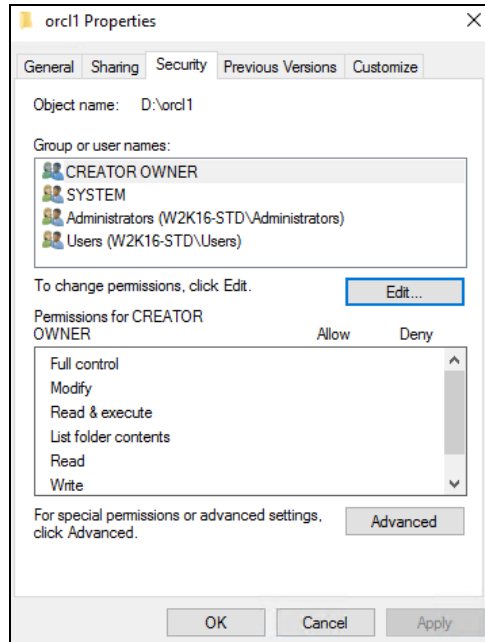 orcl1 Properties
General Sharing Security Previous Versions Customize
Object name: D:\orcl1
Group or user names:
CREATOR OWNER
SYSTEM
Administrators (W2K16-STD\Administrators)
Users (W2K16-STD\Users)
To change permissions, click Edit.
Edit...
Permissions for CREATOR
OWNER Allow Deny
Full control
Modify
Read & execute
List folder contents
Read
Write
For special permissions or advanced settings,
click Advanced.
Advanced
OK Cancel Apply